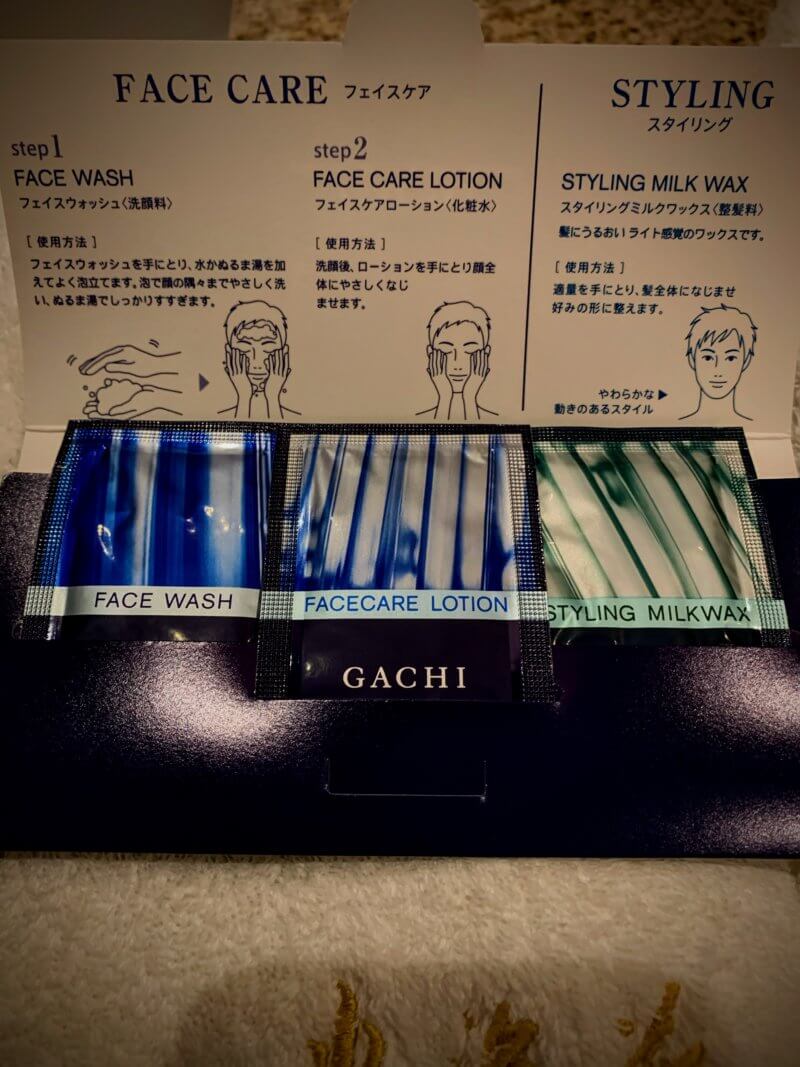 FACE CARE フェイスケア
step1
FACE WASH
フェイスウォッシュ〈洗顔料〉
[ 使用方法 ]
フェイスウォッシュを手にとり、水かぬるま湯を加
えてよく泡立てます。泡で顔の隅々までやさしく洗
い、ぬるま湯でしっかりすすぎます。
step2
FACE CARE LOTION
フェイスケアローション〈化粧水〉
[ 使用方法 ]
洗顔後、ローションを手にとり顔全
体にやさしくなじ
ませます。
STYLING
スタイリング
STYLING MILK WAX
スタイリングミルクワックス〈整髪料〉
髪にうるおい ライト感覚のワックスです。
[ 使用方法 ]
適量を手にとり、髪全体になじませ
好みの形に整えます。
やわらかな▶
動きのあるスタイル
FACE WASH
FACECARE LOTION
GACHI
STYLING MILKWAX